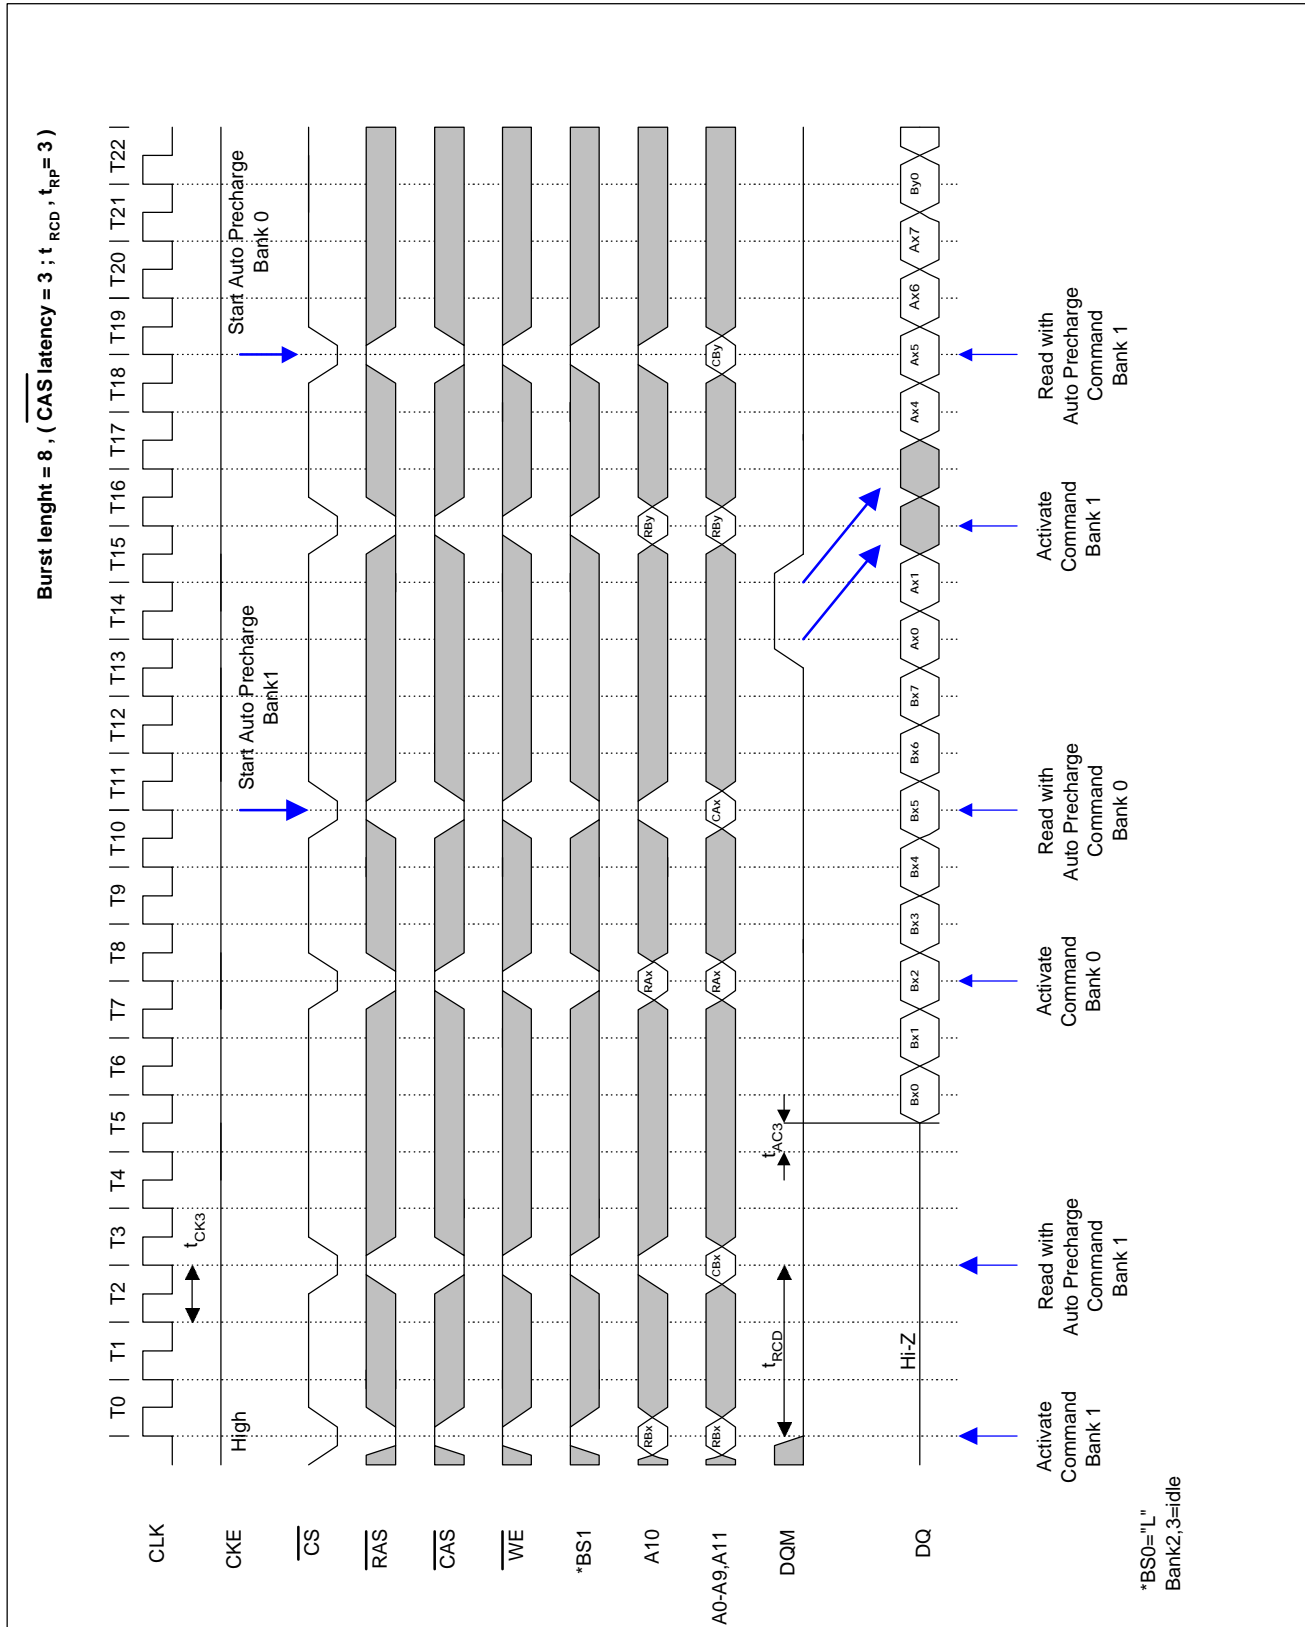 Burst lenght = 8 , ( CAS latency = 3 ; t RCD , tRP= 3 )
T0 T1 T2 T3 T4 T5 T6 T7 T8 T9 T10 T11 T12 T13 T14 T15 T16 T17 T18 T19 T20 T21 T22
CLK
tCK3
CKE
High
Start Auto Precharge
Bank1
Start Auto Precharge
Bank 0
CS
RAS
CAS
WE
*BS1
A10
RBx RAx RBy
A0-A9,A11
RBx CBx RAx CAx RBy CBy
DQM
tRCD
tAC3
DQ
Hi-Z
Bx0 Bx1 Bx2 Bx3 Bx4 Bx5 Bx6 Bx7 Ax0 Ax1 Ax4 Ax5 Ax6 Ax7 By0
Activate
Command
Bank 1
Read with
Auto Precharge
Command
Bank 1
Activate
Command
Bank 0
Read with
Auto Precharge
Command
Bank 0
Activate
Command
Bank 1
Read with
Auto Precharge
Command
Bank 1
*BS0="L"
Bank2,3=idle